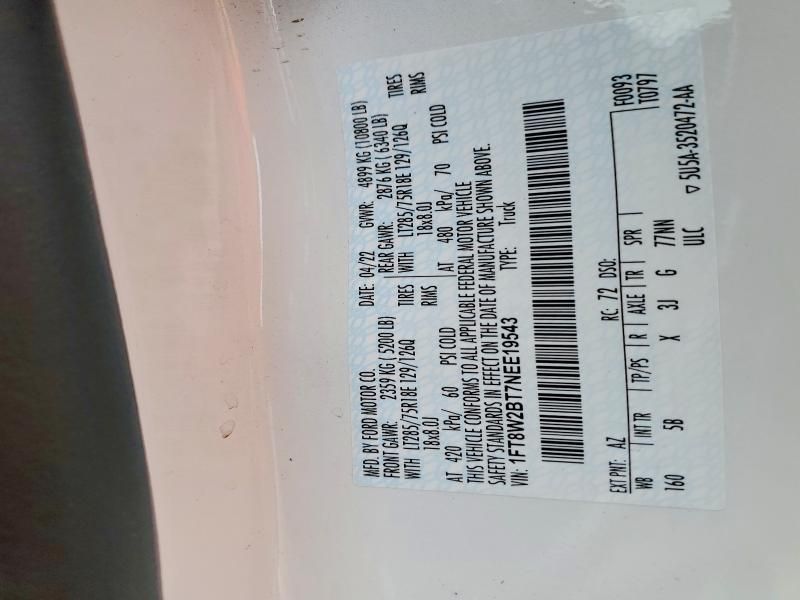 MFD. BY FORD MOTOR CO.
DATE: 04/22 GVWR: 4899 KG (10800 LB)
FRONT GAWR: 2359 KG ( 5200 LB) REAR GAWR: 2876 KG ( 6340 LB)
WITH LT285/75R18E 129/126Q TIRES WITH LT285/75R18E 129/126Q TIRES
18x8.0J RIMS 18x8.0J RIMS
AT 420 kPa/ 60 PSI COLD AT 480 kPa/ 70 PSI COLD
THIS VEHICLE CONFORMS TO ALL APPLICABLE FEDERAL MOTOR VEHICLE
SAFETY STANDARDS IN EFFECT ON THE DATE OF MANUFACTURE SHOWN ABOVE.
VIN: 1FT8W2BT7NEE19543 TYPE: Truck
F0093
EXT PNT: AZ RC: 72 DSO: T0797
WB INT TR TP/PS R AXLE TR SPR
160 5B X 3J G 77NN
ULC
▽ 5U5A-3520472-AA